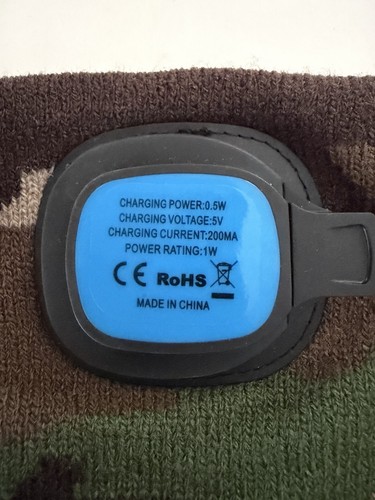 CHARGING POWER:0.5W
CHARGING VOLTAGE:5V
CHARGING CURRENT:200MA
POWER RATING:1W
CE RoHS
MADE IN CHINA